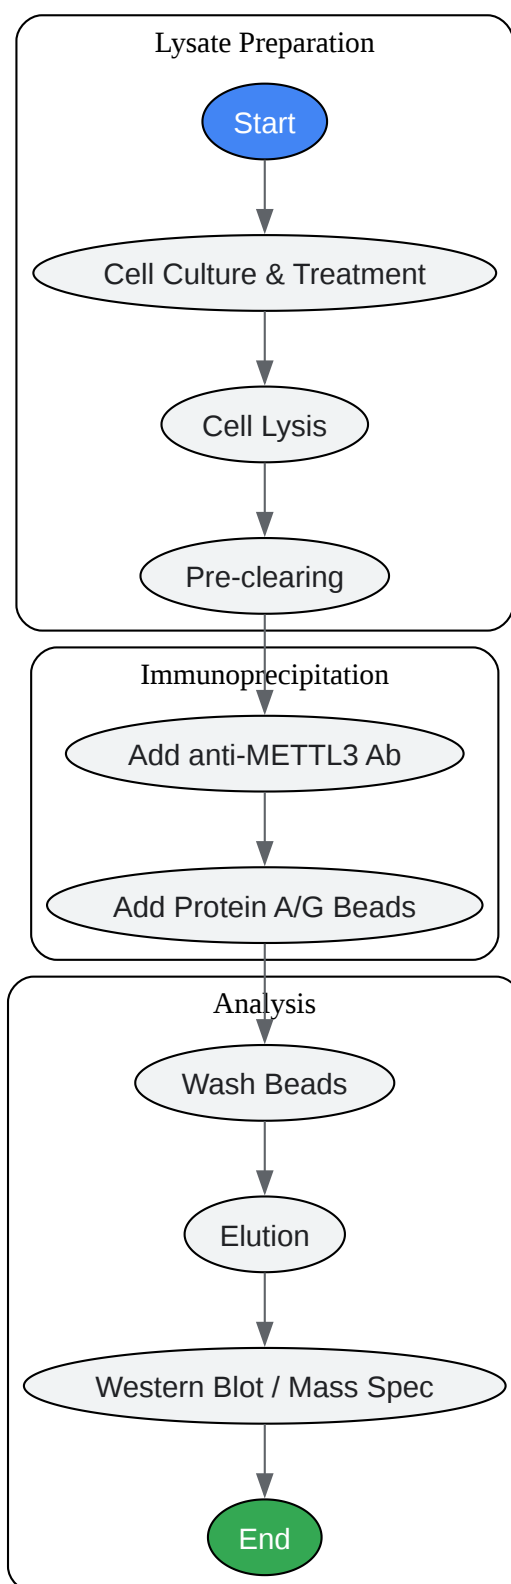 Lysate Preparation
Start
Cell Culture & Treatment
Cell Lysis
Pre-clearing
Immunoprecipitation
Add anti-METTL3 Ab
Add Protein A/G Beads
Analysis
Wash Beads
Elution
Western Blot / Mass Spec
End